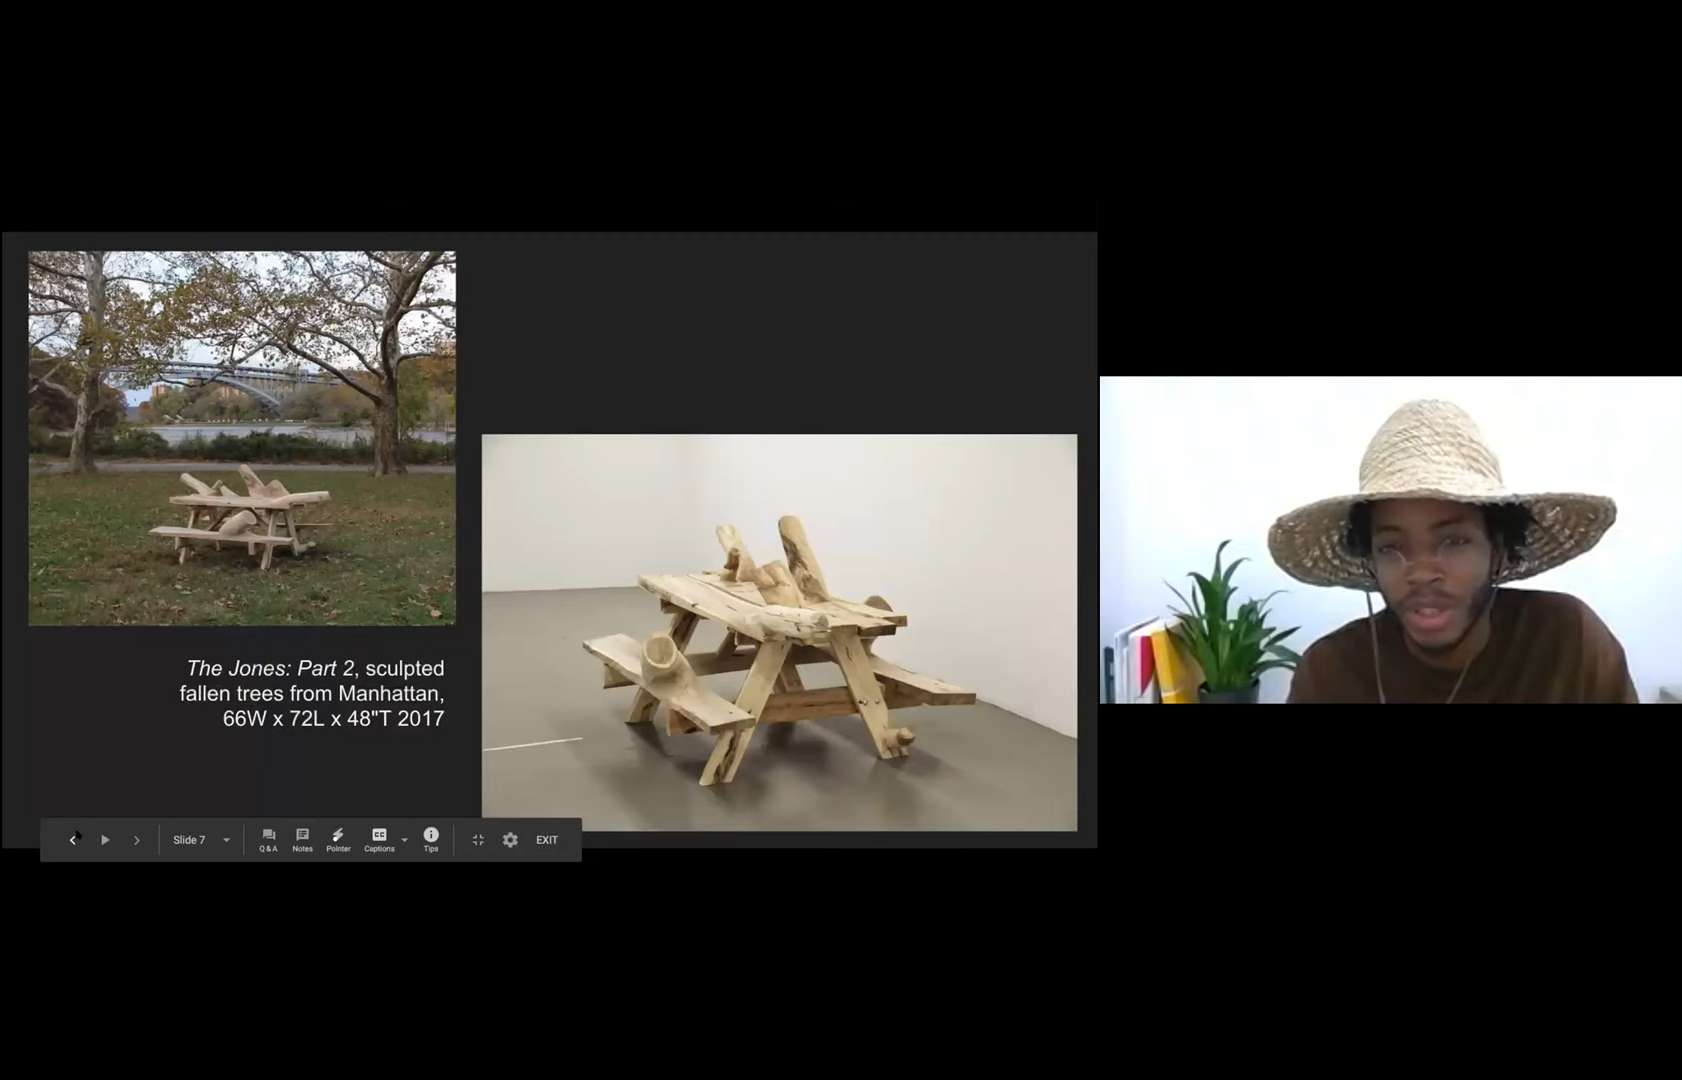 The Jones: Part 2, sculpted
fallen trees from Manhattan,
66W x 72L x 48"T 2017
Slide 7
Q & A
Notes
Pointer
CC
Captions
Tips
EXIT